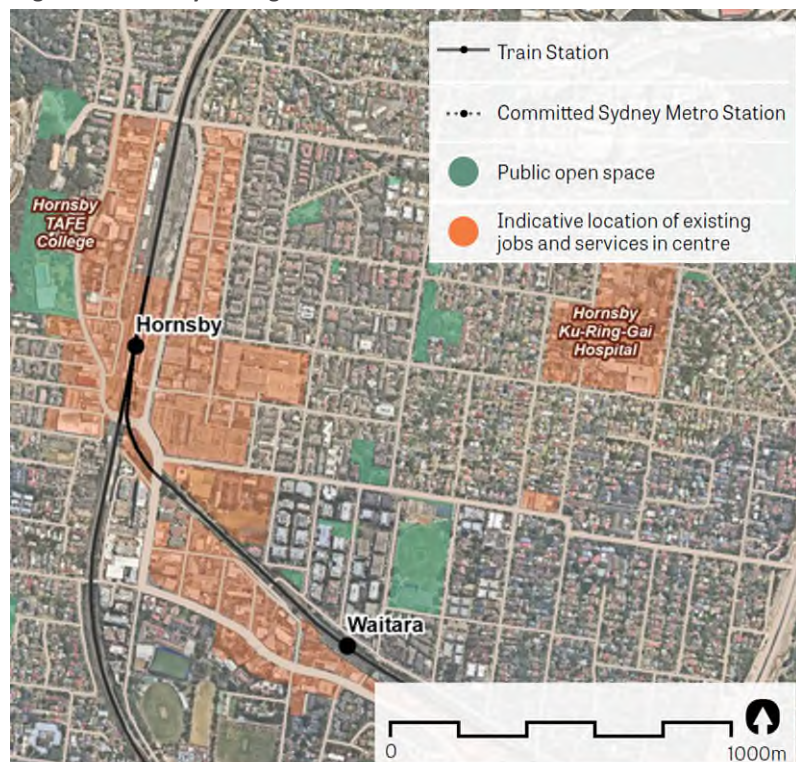 Train Station
Committed Sydney Metro Station
Public open space
Indicative location of existing
jobs and services in centre
Hornsby
TAFE
College
Hornsby
Hornsby
Ku-Ring-Gai
Hospital
Waitara
0
1000m